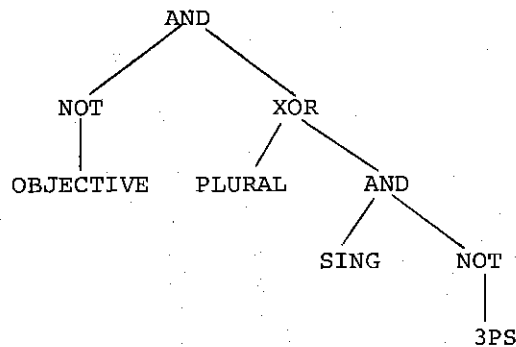 AND
NOT XOR
OBJECTIVE PLURAL AND
SING NOT
3PS